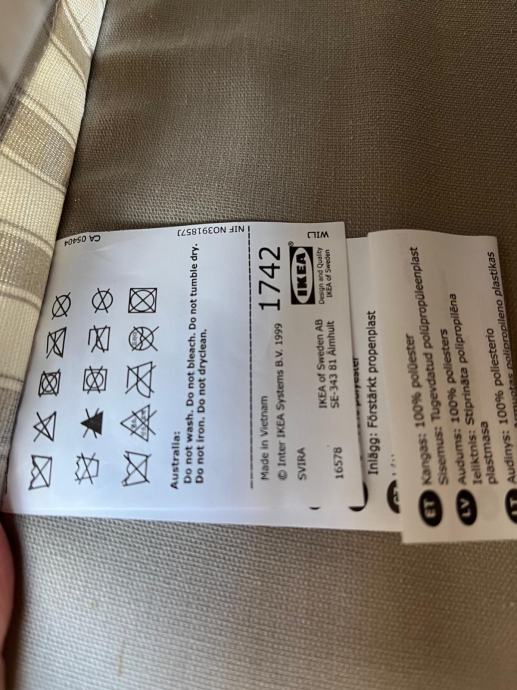 CA 05404
NIF NO391857J
Australia:
Do not wash. Do not bleach. Do not tumble dry.
Do not iron. Do not dryclean.
Made in Vietnam
1742
© Inter IKEA Systems B.V. 1999
IKEA®
Design and Quality
IKEA of Sweden
SVIRA
IKEA of Sweden AB
SE-343 81 Älmhult
16578
Inlägg: Förstärkt propenplast
ET Kangas: 100% polüester
Sisemus: Tugevdatud polüpropüleenplast
LV Audums: 100% poliesters
Ieliktnis: Stiprināta polipropilēna
plastmasa
LT Audinys: 100% poliesterio
polipropileno plastikas